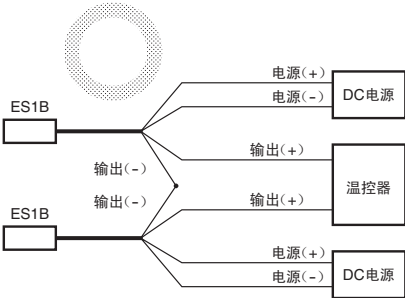 电源(+)
电源(-)
DC电源
ES1B
输出(+)
输出(-)
温控器
输出(-)
输出(+)
ES1B
电源(+)
电源(-)
DC电源